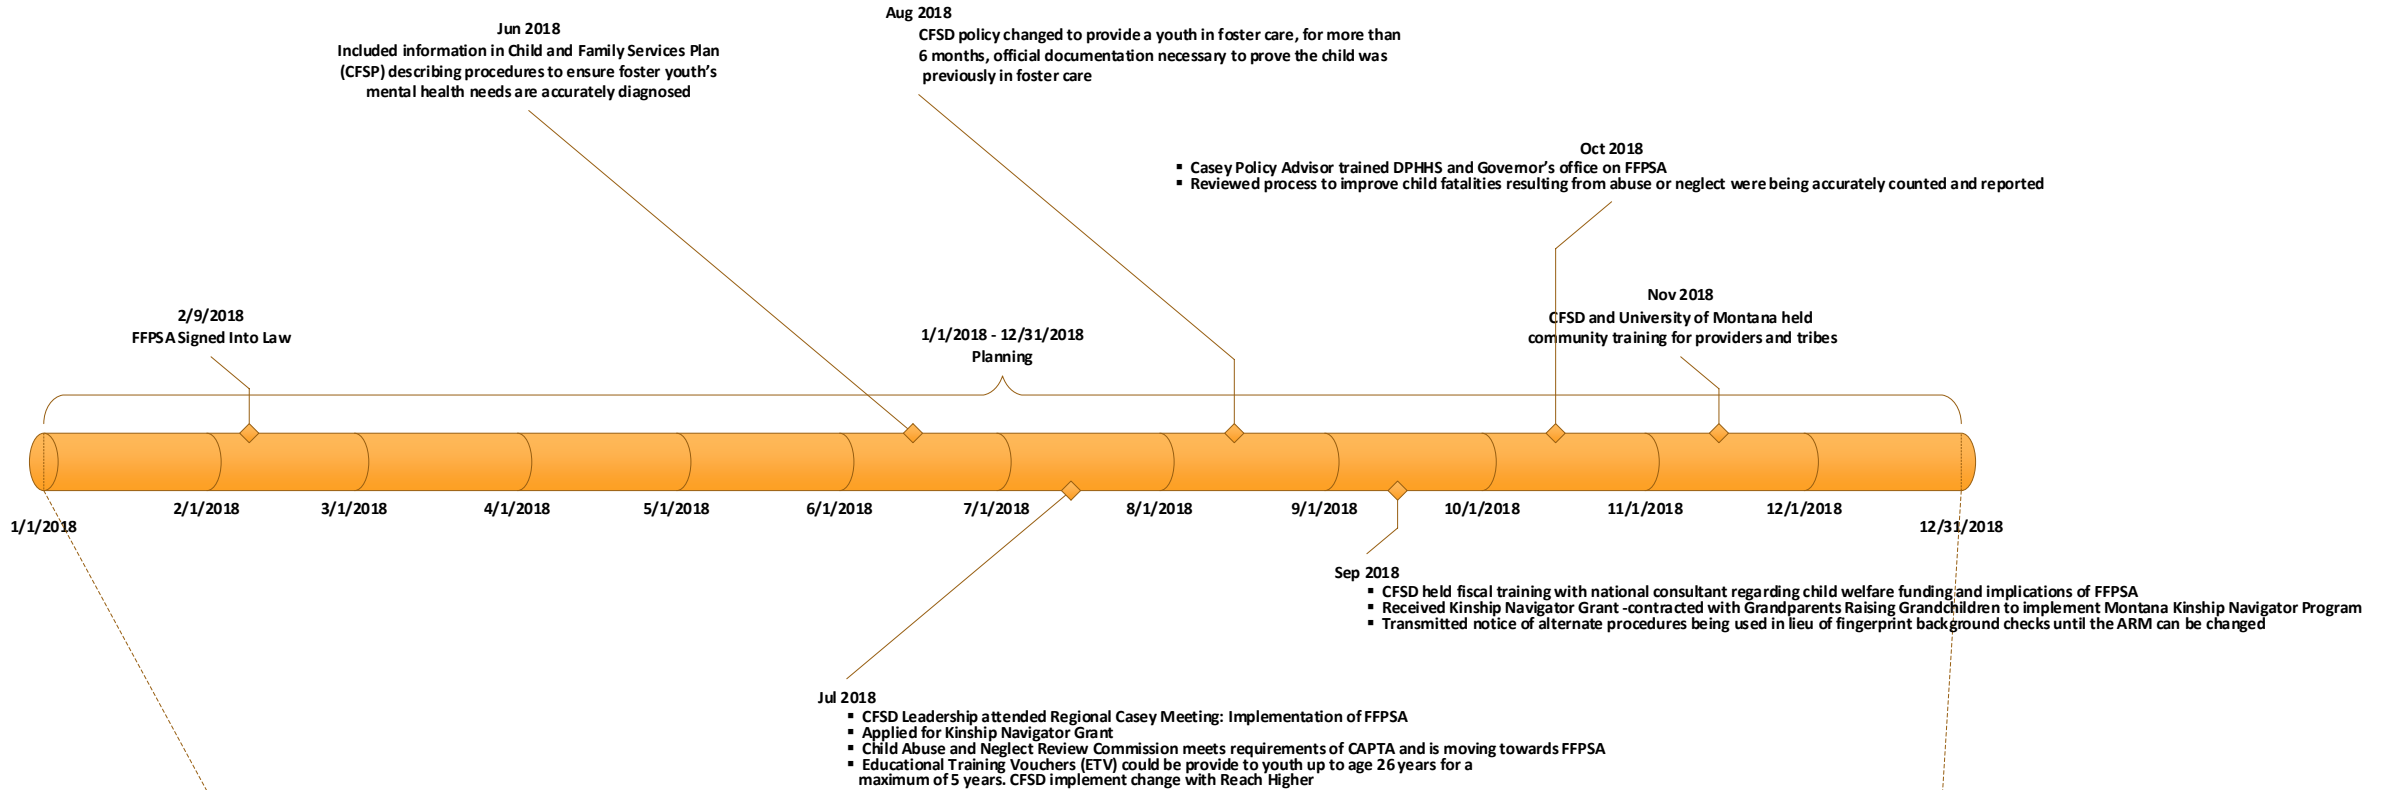 Aug 2018
CFSD policy changed to provide a youth in foster care, for more than
6 months, official documentation necessary to prove the child was
previously in foster care
Jun 2018
Included information in Child and Family Services Plan
(CFSP) describing procedures to ensure foster youth's
mental health needs are accurately diagnosed
Oct 2018
▪ Casey Policy Advisor trained DPHHS and Governor's office on FFPSA
▪ Reviewed process to improve child fatalities resulting from abuse or neglect were being accurately counted and reported
Nov 2018
CFSD and University of Montana held
community training for providers and tribes
2/9/2018
FFPSA Signed Into Law
1/1/2018 - 12/31/2018
Planning
1/1/2018
2/1/2018
3/1/2018
4/1/2018
5/1/2018
6/1/2018
7/1/2018
8/1/2018
9/1/2018
10/1/2018
11/1/2018
12/1/2018
12/31/2018
Sep 2018
▪ CFSD held fiscal training with national consultant regarding child welfare funding and implications of FFPSA
▪ Received Kinship Navigator Grant -contracted with Grandparents Raising Grandchildren to implement Montana Kinship Navigator Program
▪ Transmitted notice of alternate procedures being used in lieu of fingerprint background checks until the ARM can be changed
Jul 2018
▪ CFSD Leadership attended Regional Casey Meeting: Implementation of FFPSA
▪ Applied for Kinship Navigator Grant
▪ Child Abuse and Neglect Review Commission meets requirements of CAPTA and is moving towards FFPSA
▪ Educational Training Vouchers (ETV) could be provide to youth up to age 26 years for a
maximum of 5 years. CFSD implement change with Reach Higher